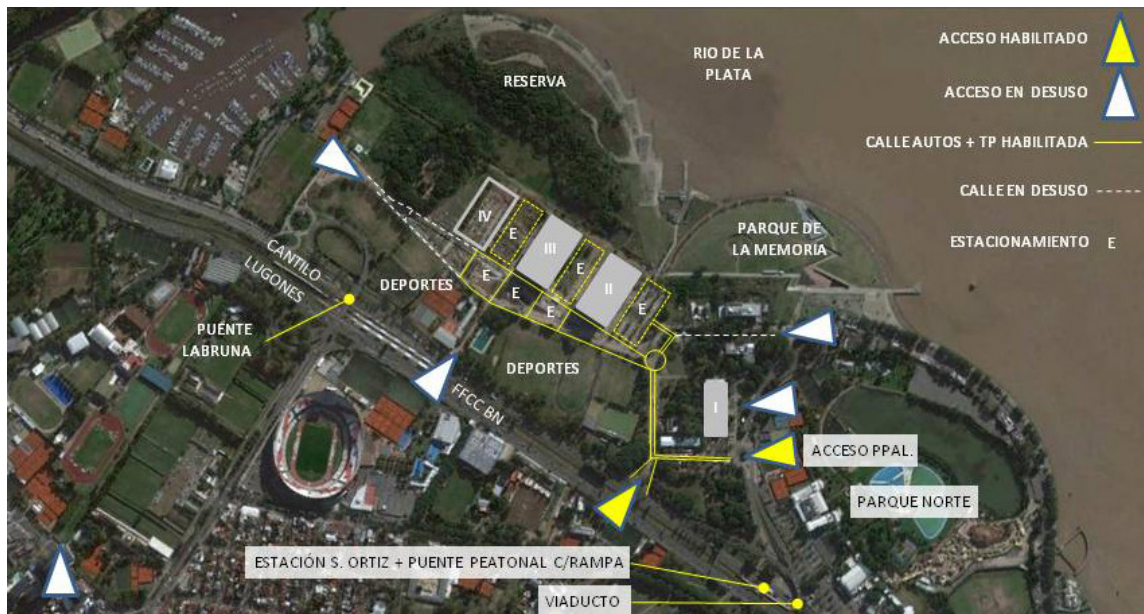 ACCESO HABILITADO
RIO DE LA
PLATA
RESERVA
ACCESO EN DESUSO
CALLE AUTOS + TP HABILITADA
CALLE EN DESUSO
ESTACIONAMIENTO E
IV
E
III
PARQUE DE
LA MEMORIA
E
E
II
CANTILO
LUGONES
DEPORTES
E
E
E
PUENTE
LABRUNA
DEPORTES
FFCC BN
I
ACCESO PPAL.
PARQUE NORTE
ESTACIÓN S. ORTIZ + PUENTE PEATONAL C/RAMPA
VIADUCTO